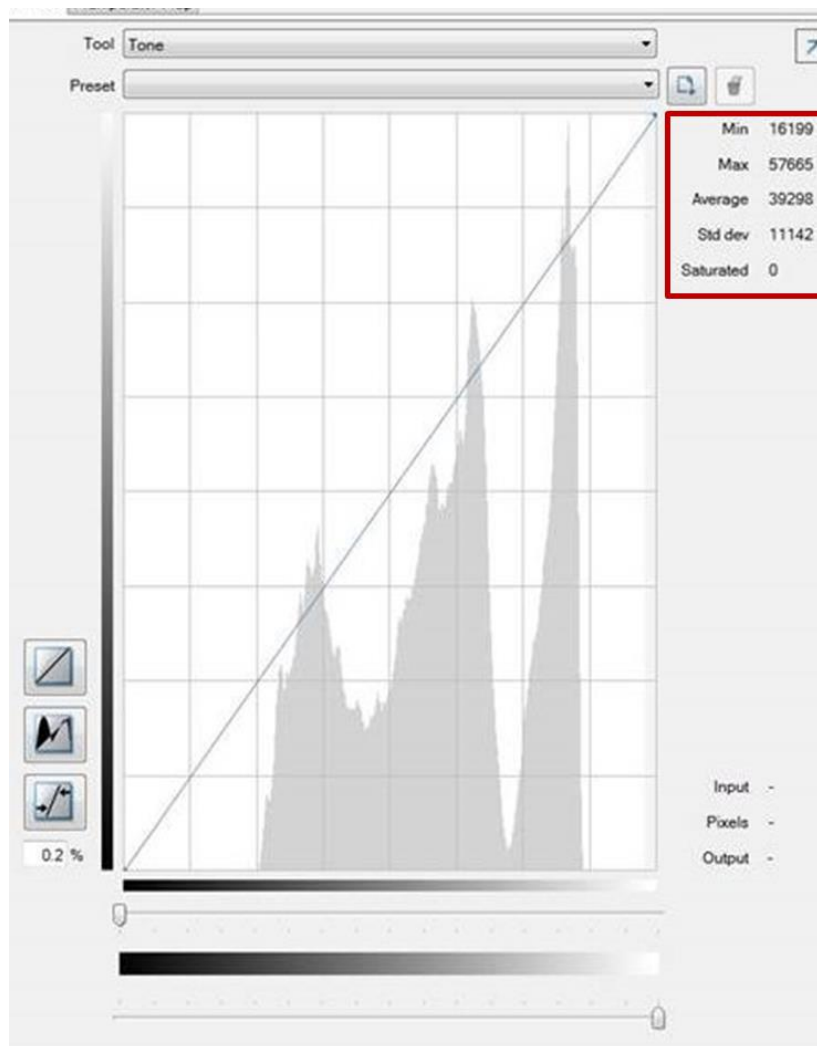 Tool Tone
Preset
Min 16199
Max 57665
Average 39298
Std dev 11142
Saturated 0
Input -
Pixels -
0.2 %
Output -